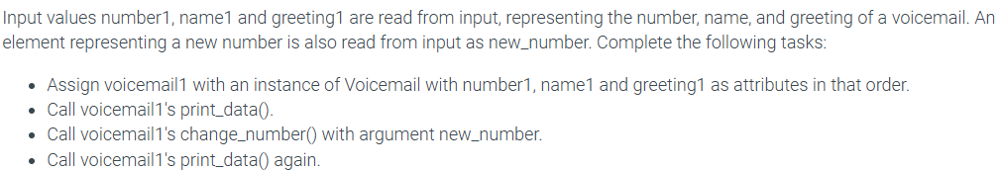 Input values number1, name1 and greeting1 are read from input, representing the number, name, and greeting of a voicemail. An
element representing a new number is also read from input as new_number. Complete the following tasks:
• Assign voicemail1 with an instance of Voicemail with number1, name1 and greeting1 as attributes in that order.
• Call voicemail1's print_data().
• Call voicemail1's change_number() with argument new_number.
• Call voicemail1's print_data() again.